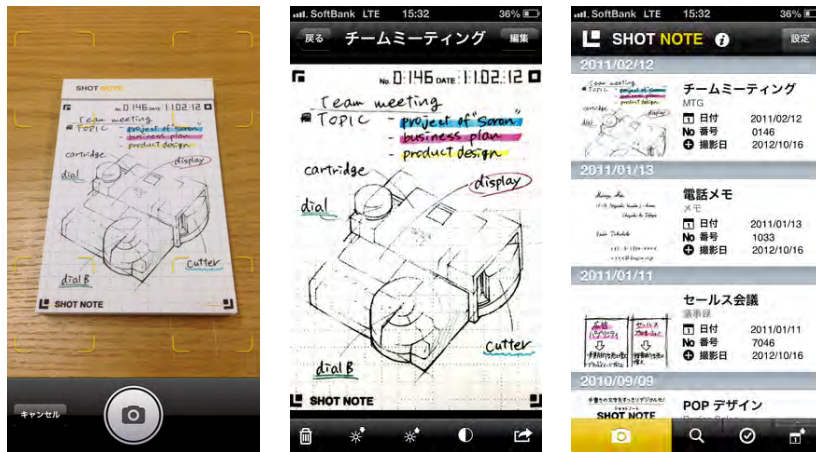 SHOT NOTE
No. 0146 DATE 11.02.12
Team meeting
TOPIC - project of "Soron"
- business plan
- product design
cartridge
display
dial
cutter
dial B
SHOT NOTE
キャンセル
SoftBank LTE 15:32 36%
戻る チームミーティング 編集
No. 0146 DATE 11.02.12
Team meeting
TOPIC - project of "Soron"
- business plan
- product design
cartridge
display
dial
cutter
dial B
SHOT NOTE
SoftBank LTE 15:32 36%
SHOT NOTE 設定
2011/02/12
チームミーティング
MTG
日付 2011/02/12
No 番号 0146
撮影日 2012/10/16
2011/01/13
電話メモ
メモ
日付 2011/01/13
No 番号 1033
撮影日 2012/10/16
2011/01/11
セールス会議
議事録
日付 2011/01/11
No 番号 7046
撮影日 2012/10/16
2010/09/09
POP デザイン
SHOT NOTE